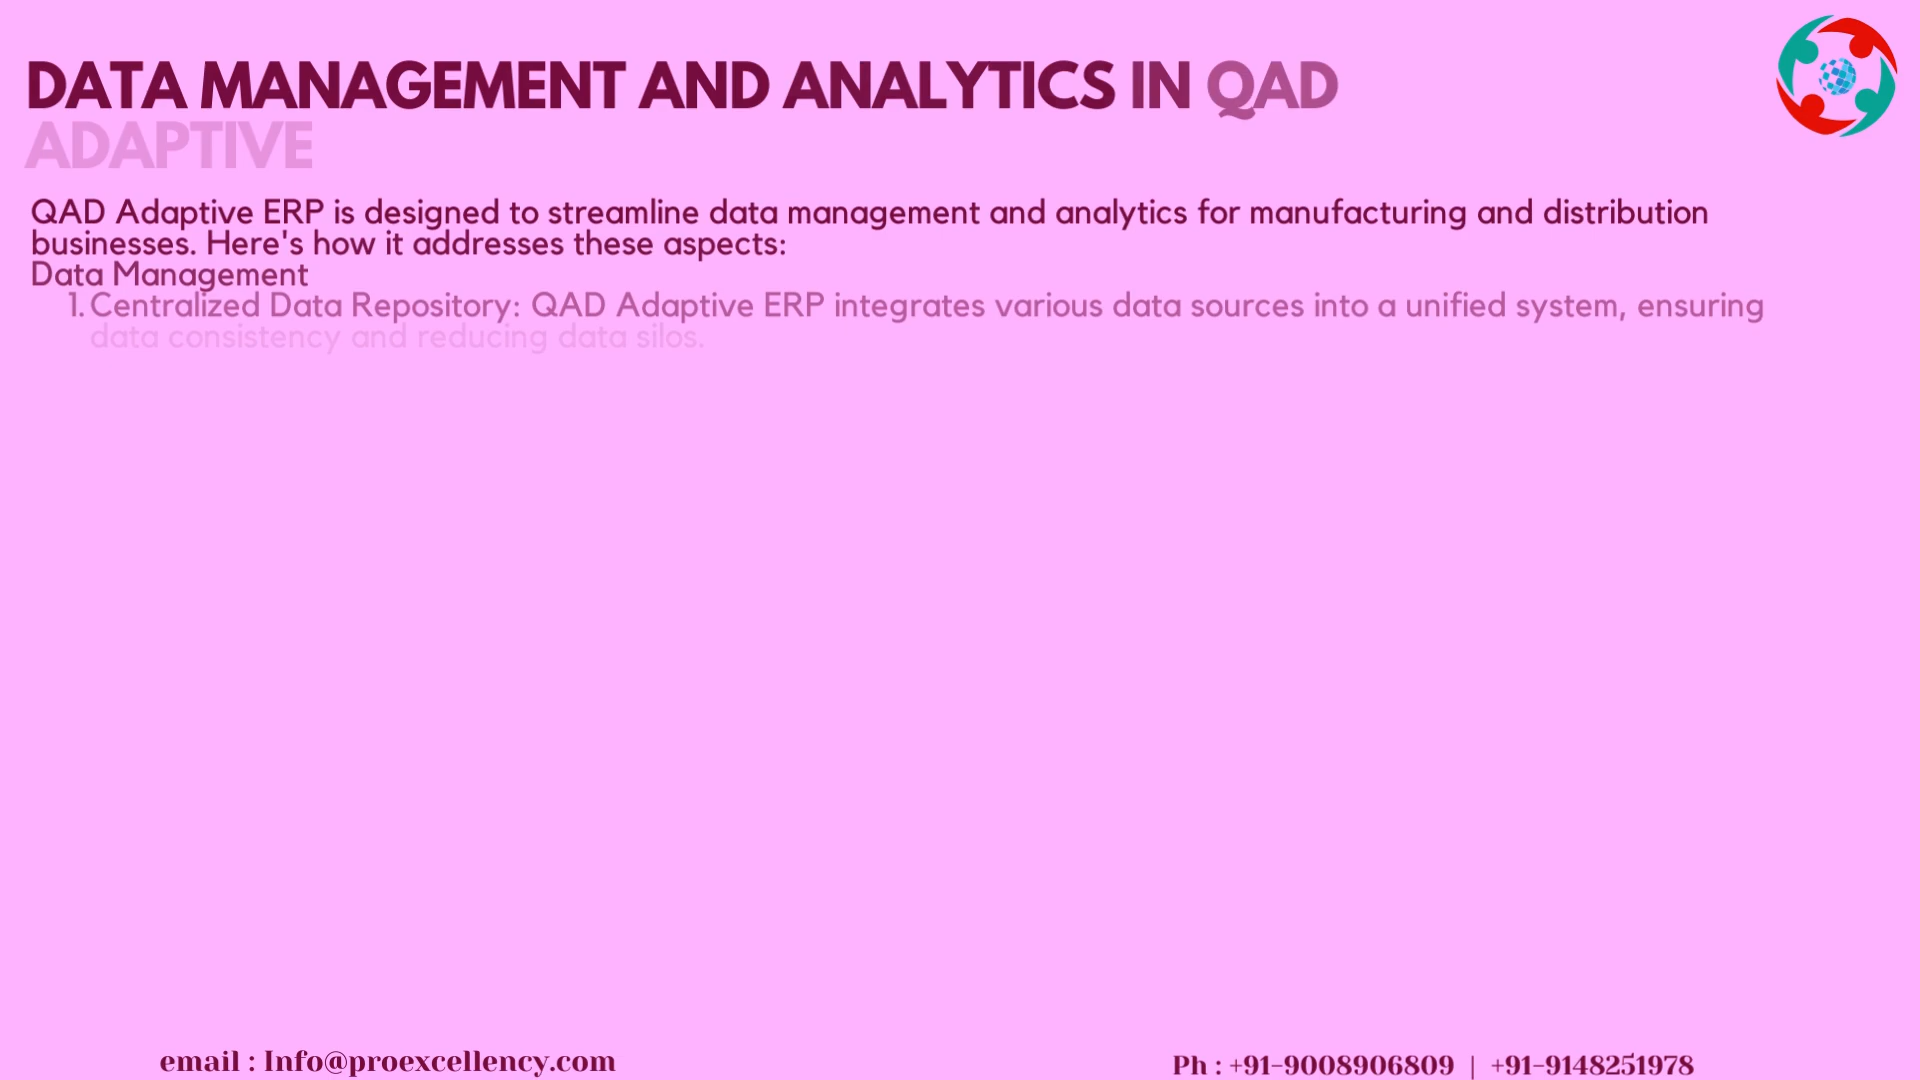 DATA MANAGEMENT AND ANALYTICS IN QAD
ADAPTIVE
QAD Adaptive ERP is designed to streamline data management and analytics for manufacturing and distribution
businesses. Here's how it addresses these aspects:
Data Management
1. Centralized Data Repository: QAD Adaptive ERP integrates various data sources into a unified system, ensuring
data consistency and reducing data silos.
email : Info@proexcellency.com
Ph : +91-9008906809 | +91-9148251978